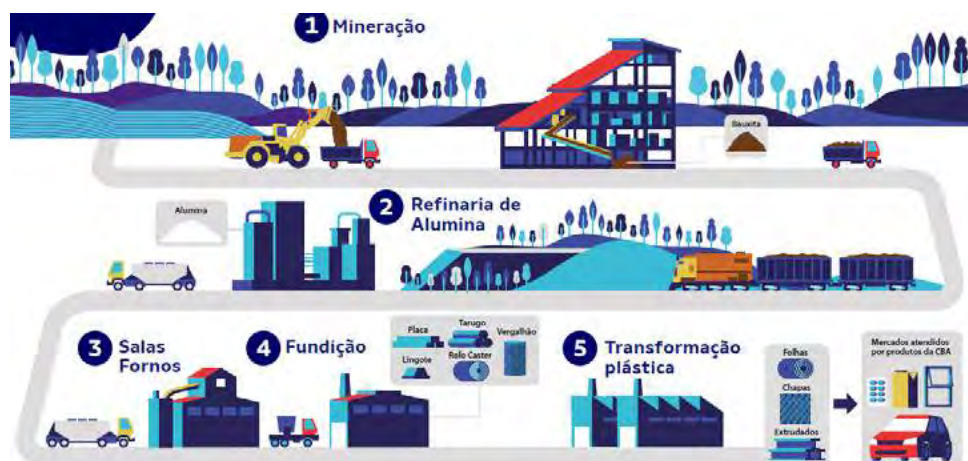 1 Mineração
Bauxita
Alumina
2 Refinaria de
Alumina
3 Salas
Fornos
4 Fundição
Placa
Tarugo
Vergalhão
Lingote
Rolo Caster
5 Transformação
plástica
Folhas
Chapas
Extrudados
Mercados atendidos
por produtos da CBA